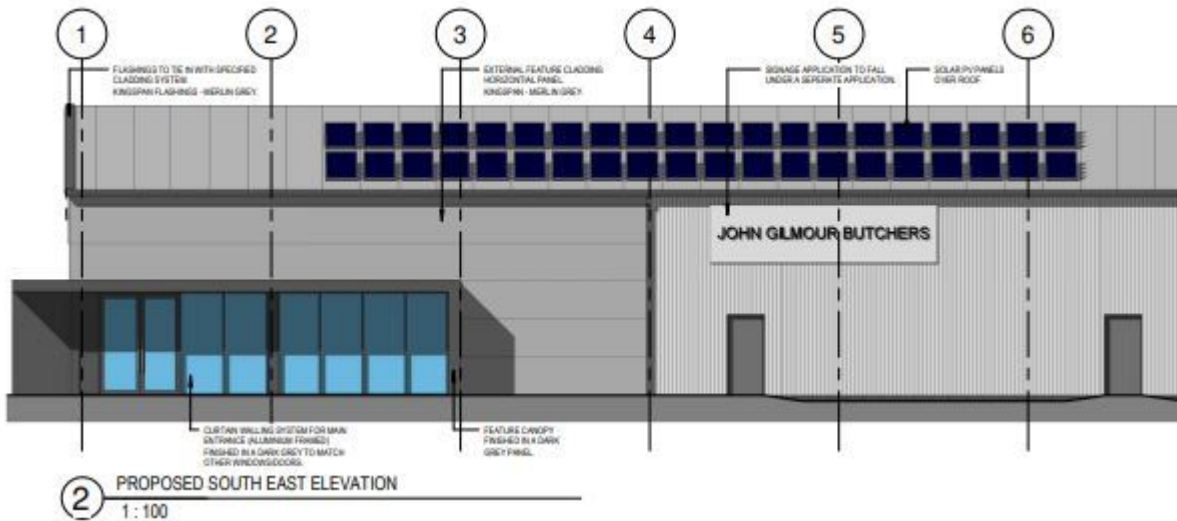 1 2 3 4 5 6
FLASHINGS TO TIE IN WITH SPECIFIED
CLADDING SYSTEM.
KINGSPAN FLASHINGS - MERLIN GREY.
EXTERNAL FEATURE CLADDING
HORIZONTIAL PANEL.
KINGSPAN - MERLIN GREY.
SIGNAGE APPLICATION TO FALL
UNDER A SEPERATE APPLICATION.
SOLAR PV PANELS
OVER ROOF
JOHN GILMOUR BUTCHERS
CURTAIN WALLING SYSTEM FOR MAIN
ENTRANCE (ALUMINIUM FRAMED)
FINISHED IN A DARK GREY TO MATCH
OTHER WINDOWS/DOORS.
FEATURE CANOPY
FINISHED IN A DARK
GREY PANEL.
2 PROPOSED SOUTH EAST ELEVATION
1 : 100